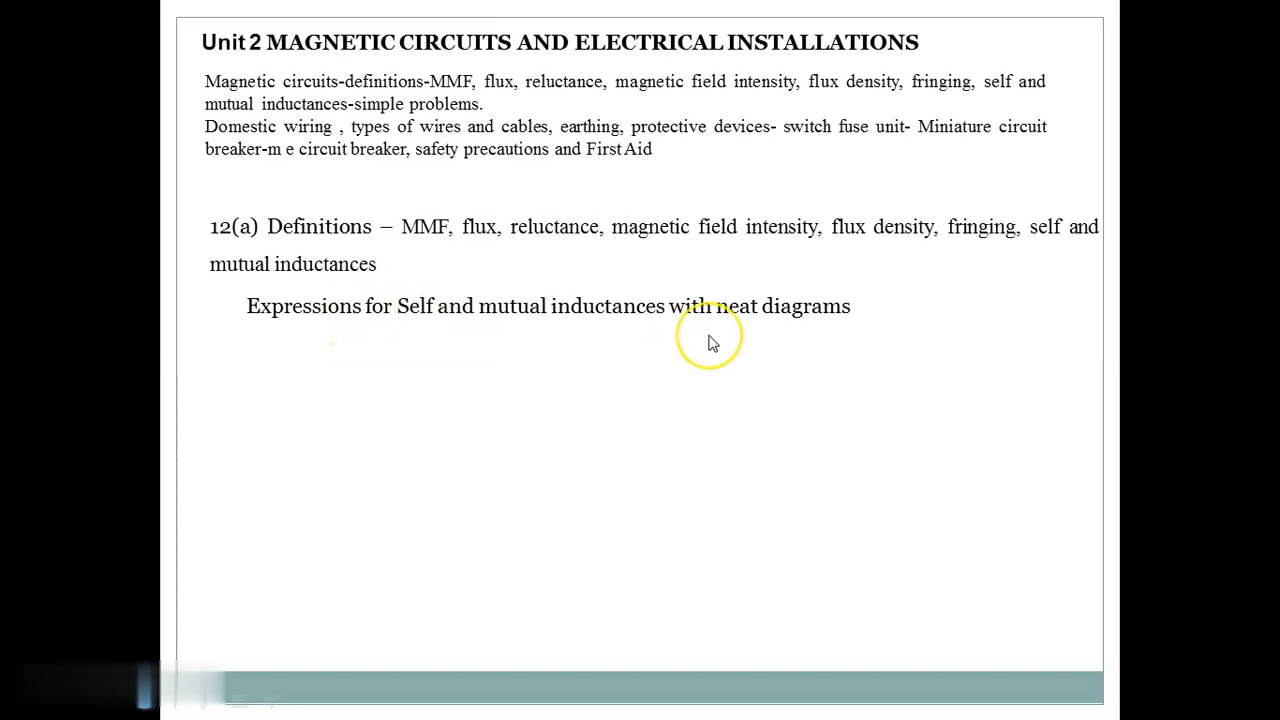 Unit 2 MAGNETIC CIRCUITS AND ELECTRICAL INSTALLATIONS
Magnetic circuits-definitions-MMF, flux, reluctance, magnetic field intensity, flux density, fringing, self and
mutual inductances-simple problems.
Domestic wiring , types of wires and cables, earthing, protective devices- switch fuse unit- Miniature circuit
breaker-m e circuit breaker, safety precautions and First Aid
12(a) Definitions – MMF, flux, reluctance, magnetic field intensity, flux density, fringing, self and
mutual inductances
Expressions for Self and mutual inductances with neat diagrams